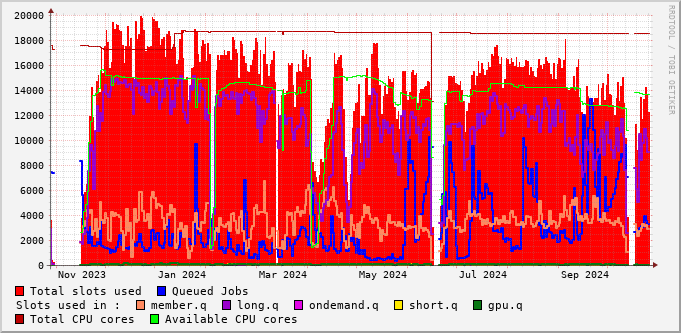 20000
18000
16000
14000
12000
10000
8000
6000
4000
2000
0
Nov 2023 Jan 2024 Mar 2024 May 2024 Jul 2024 Sep 2024
RRDTOOL / TOBI OETIKER
Total slots used Queued Jobs
Slots used in : member.q long.q ondemand.q short.q gpu.q
Total CPU cores Available CPU cores